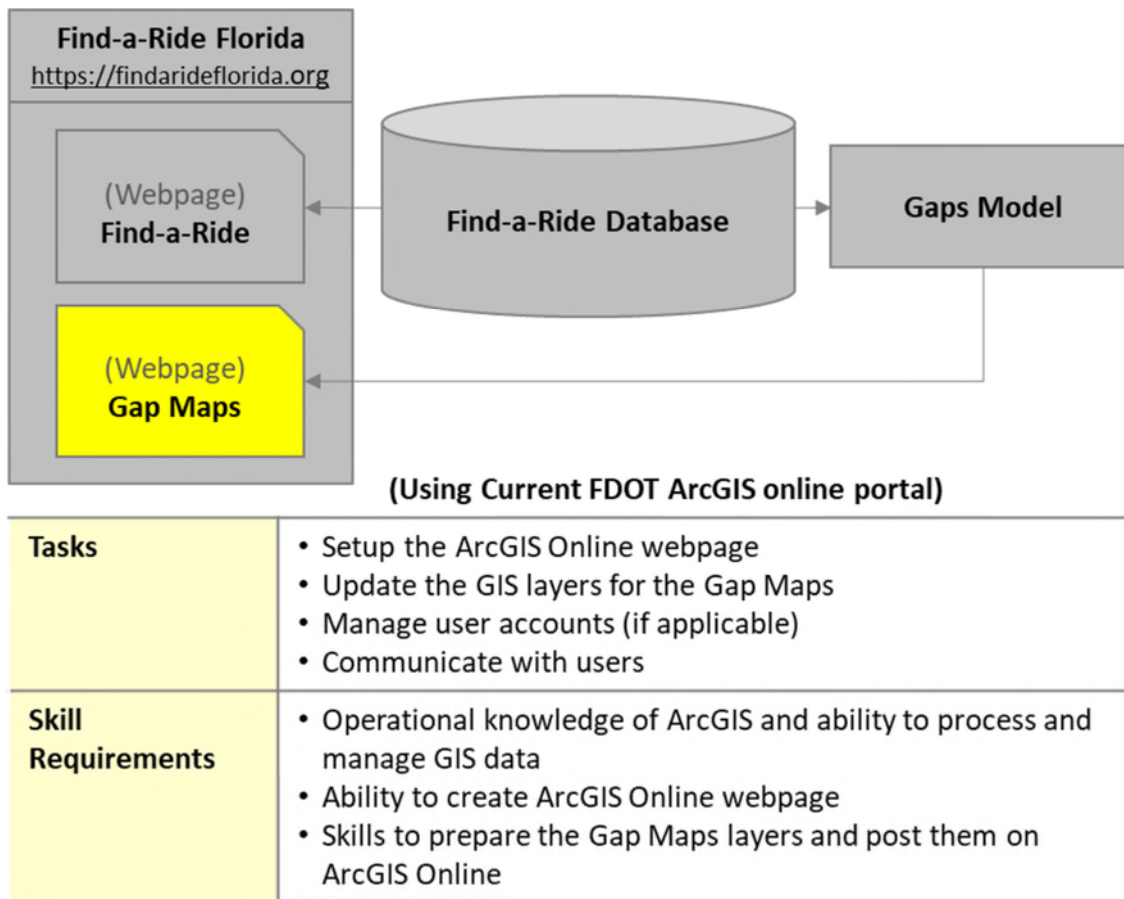 Find-a-Ride Florida
https://findarideflorida.org
(Webpage)
Find-a-Ride
Find-a-Ride Database
Gaps Model
(Webpage)
Gap Maps
(Using Current FDOT ArcGIS online portal)
Tasks
• Setup the ArcGIS Online webpage
• Update the GIS layers for the Gap Maps
• Manage user accounts (if applicable)
• Communicate with users
Skill
Requirements
• Operational knowledge of ArcGIS and ability to process and
manage GIS data
• Ability to create ArcGIS Online webpage
• Skills to prepare the Gap Maps layers and post them on
ArcGIS Online